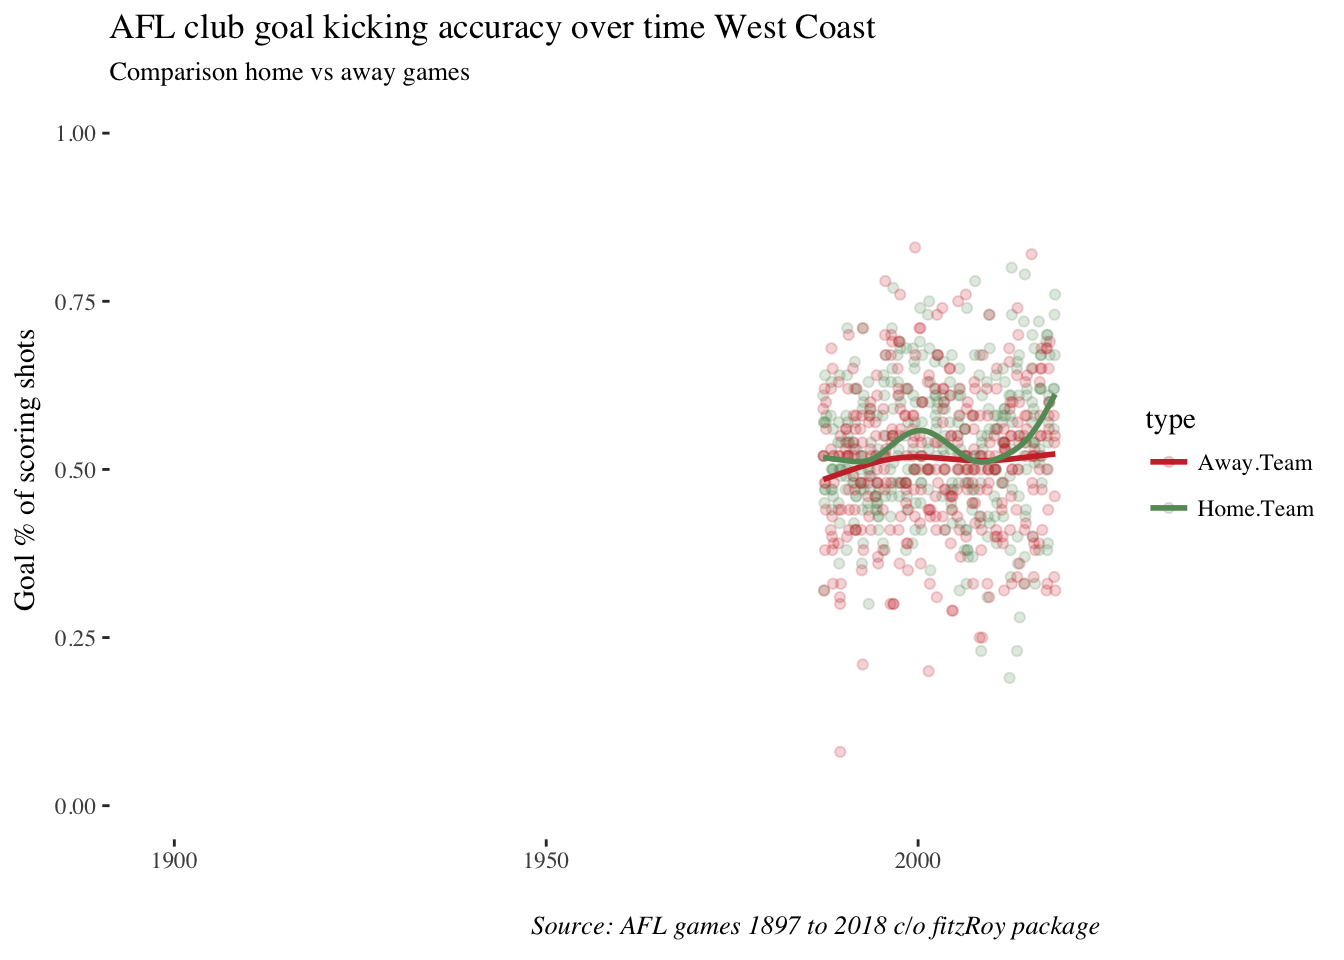 AFL club goal kicking accuracy over time West Coast
Comparison home vs away games
Goal % of scoring shots
1.00
0.75
0.50
0.25
0.00
1900 1950 2000
type
Away.Team
Home.Team
Source: AFL games 1897 to 2018 c/o fitzRoy package